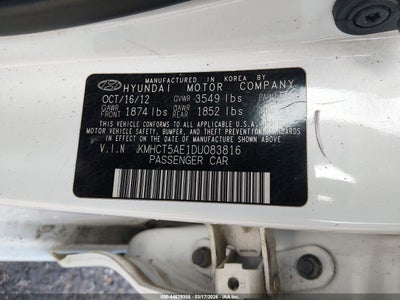 MANUFACTURED IN KOREA BY
HYUNDAI MOTOR COMPANY
OCT/16/12 GVWR 3549 lbs
GAWR FRONT 1874 lbs GAWR REAR 1852 lbs
THIS VEHICLE CONFORMS TO ALL APPLICABLE FEDERAL
MOTOR VEHICLE SAFETY, BUMPER AND THEFT PREVENTION
STANDARDS IN EFFECT ON THE DATE OF
MANUFACTURE SHOWN ABOVE.
V.I.N KMHCT5AE1DU083816
PASSENGER CAR